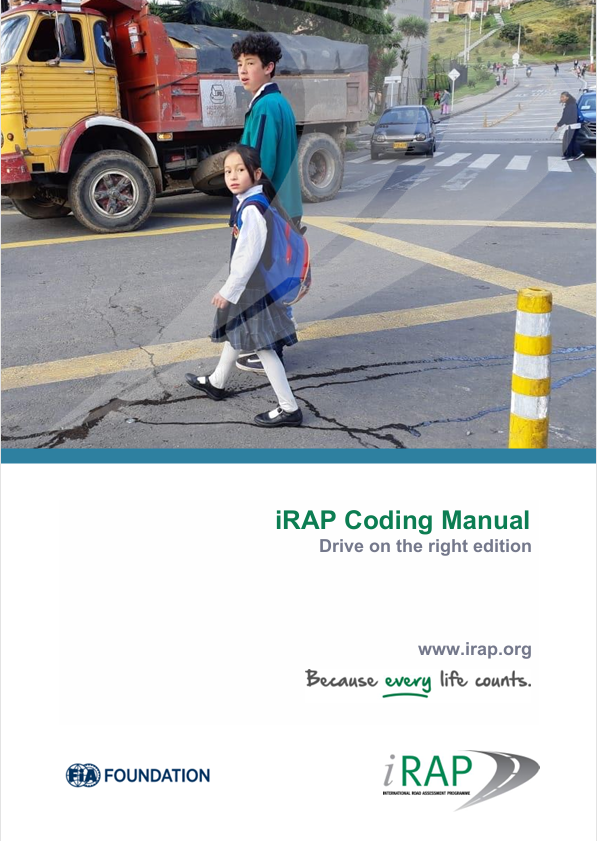 iRAP Coding Manual
Drive on the right edition
www.irap.org
Because every life counts.
FiA FOUNDATION
iRAP
INTERNATIONAL ROAD ASSESSMENT PROGRAMME